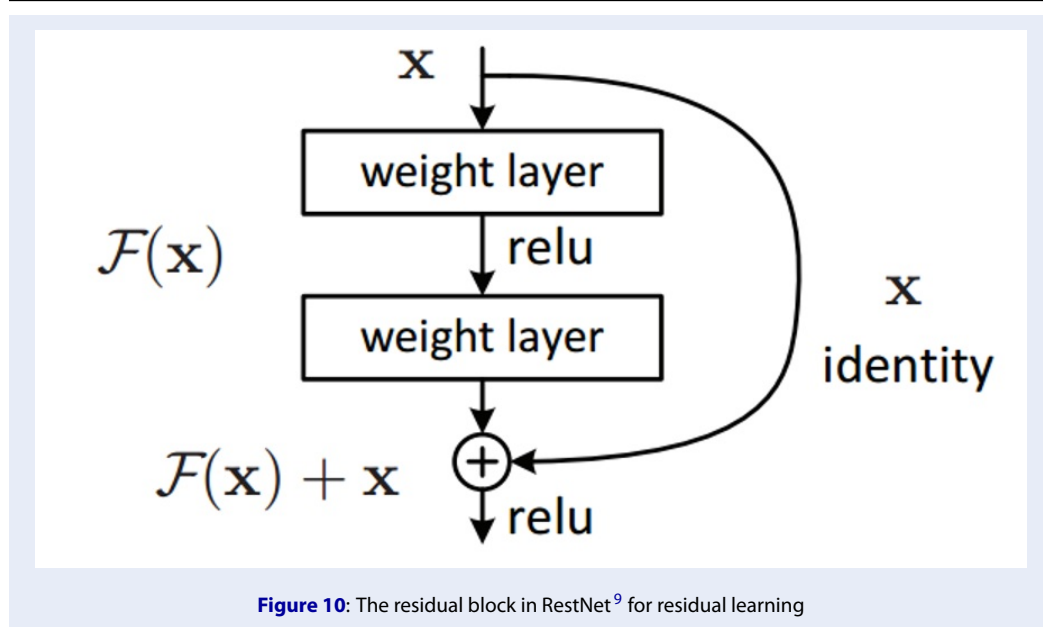 x
weight layer
relu
F(x)
weight layer
x
identity
F(x) + x
+
relu
Figure 10: The residual block in RestNet9 for residual learning